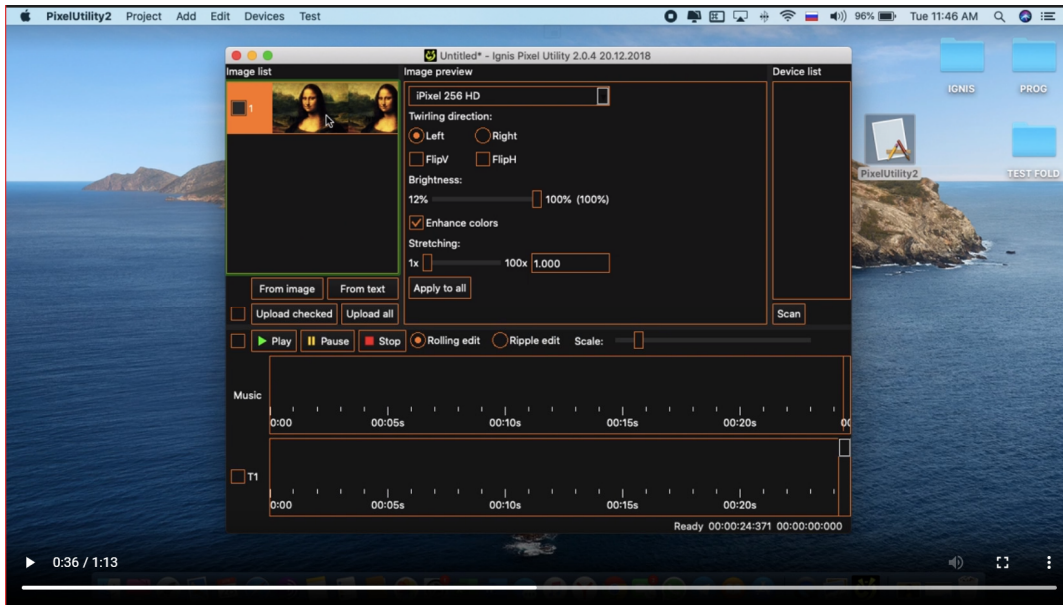 PixelUtility2 Project Add Edit Devices Test 96% Tue 11:46 AM
Untitled* - Ignis Pixel Utility 2.0.4 20.12.2018
Image list Image preview Device list
1
iPixel 256 HD
Twirling direction:
Left Right
FlipV FlipH
Brightness:
12% 100% (100%)
Enhance colors
Stretching:
1x 100x 1.000
From image From text Apply to all
Upload checked Upload all Scan
Play Pause Stop Rolling edit Ripple edit Scale:
Music
0:00 00:05s 00:10s 00:15s 00:20s
T1
0:00 00:05s 00:10s 00:15s 00:20s
Ready 00:00:24:371 00:00:00:000
IGNIS PROG
PixelUtility2 TEST FOLD
0:36 / 1:13